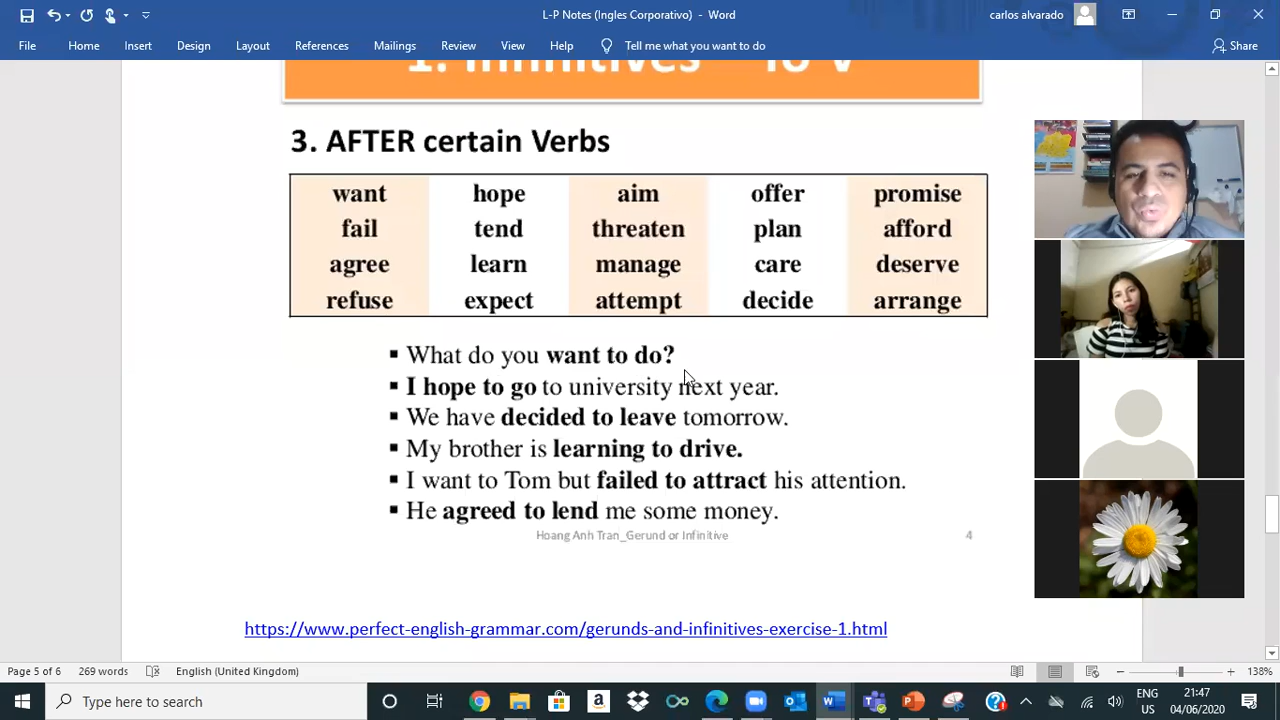 L-P Notes (Ingles Corporativo) - Word
carlos alvarado
File Home Insert Design Layout References Mailings Review View Help Tell me what you want to do Share
1. Infinitives – To V
3. AFTER certain Verbs
want hope aim offer promise
fail tend threaten plan afford
agree learn manage care deserve
refuse expect attempt decide arrange
▪ What do you want to do?
▪ I hope to go to university next year.
▪ We have decided to leave tomorrow.
▪ My brother is learning to drive.
▪ I want to Tom but failed to attract his attention.
▪ He agreed to lend me some money.
Hoang Anh Tran_Gerund or Infinitive 4
https://www.perfect-english-grammar.com/gerunds-and-infinitives-exercise-1.html
Page 5 of 6 269 words English (United Kingdom) 138%
Type here to search
ENG 21:47
US 04/06/2020